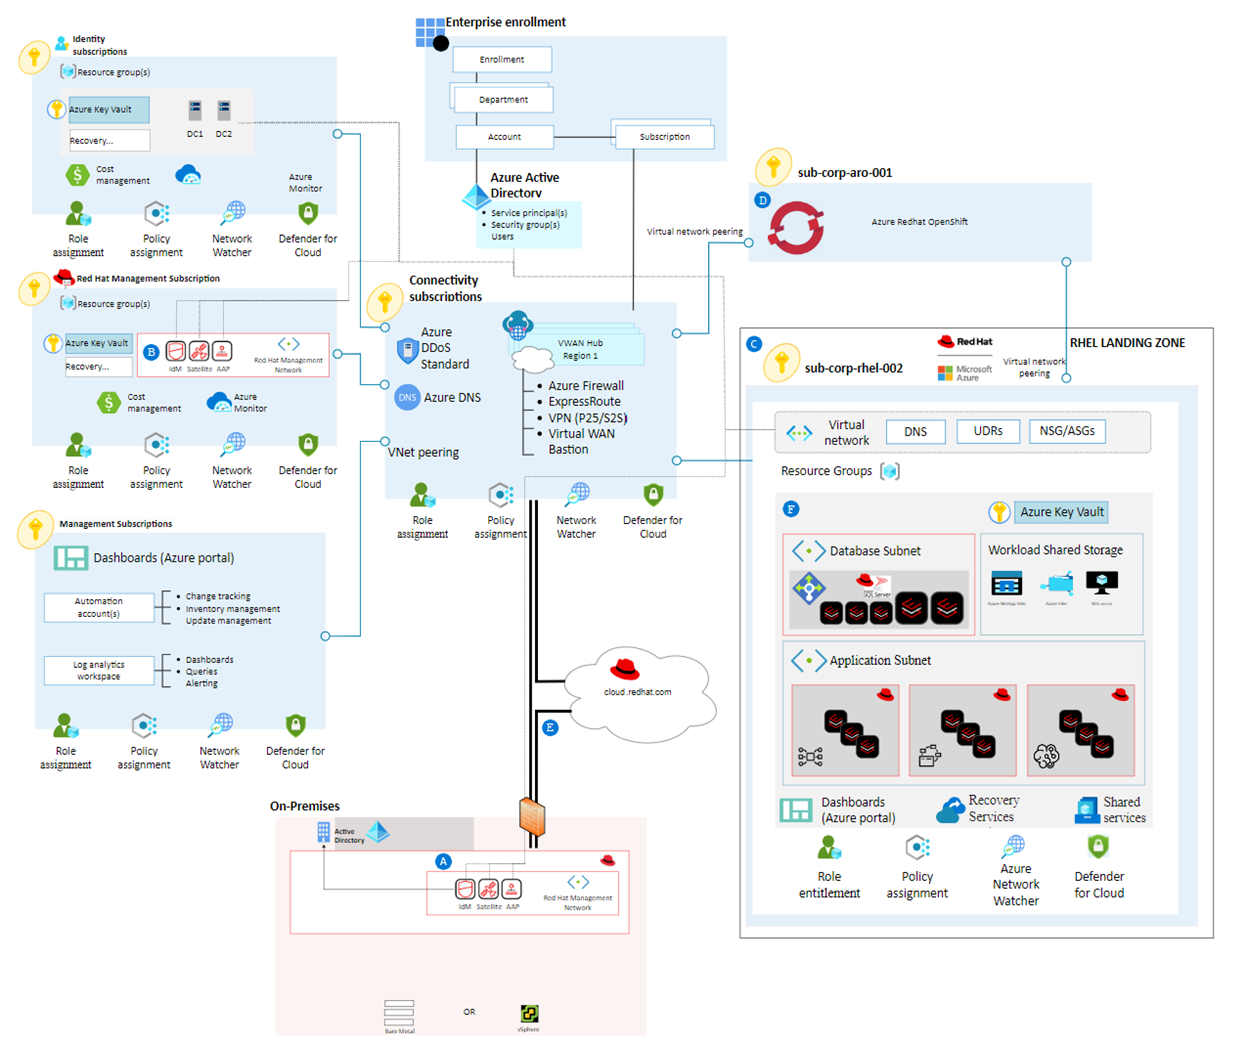 Enterprise enrollment
Enrollment
Department
Account
Subscription
Azure Active
Directory
Service principal(s)
Security group(s)
Users
Identity
subscriptions
Resource group(s)
Azure Key Vault
Recovery...
DC1
DC2
Cost
management
Azure
Monitor
Role
assignment
Policy
assignment
Network
Watcher
Defender for
Cloud
Red Hat Management Subscription
Resource group(s)
Azure Key Vault
Recovery...
B
IdM
Satellite
AAP
Red Hat Management
Network
Cost
management
Azure
Monitor
Role
assignment
Policy
assignment
Network
Watcher
Defender for
Cloud
Management Subscriptions
Dashboards (Azure portal)
Automation
account(s)
Change tracking
Inventory management
Update management
Log analytics
workspace
Dashboards
Queries
Alerting
Role
assignment
Policy
assignment
Network
Watcher
Defender for
Cloud
Connectivity
subscriptions
Azure
DDoS
Standard
DNS
Azure DNS
VNet peering
VWAN Hub
Region 1
Azure Firewall
ExpressRoute
VPN (P25/S2S)
Virtual WAN
Bastion
Role
assignment
Policy
assignment
Network
Watcher
Defender for
Cloud
Virtual network peering
sub-corp-aro-001
D
Azure Redhat OpenShift
C
sub-corp-rhel-002
Red Hat
Microsoft
Azure
RHEL LANDING ZONE
Virtual network
peering
Virtual
network
DNS
UDRs
NSG/ASGs
Resource Groups
F
Azure Key Vault
Database Subnet
SQL Server
Workload Shared Storage
Azure NetApp Files
Azure Files
Application Subnet
Dashboards
(Azure portal)
Recovery
Services
Shared
services
Role
entitlement
Policy
assignment
Azure
Network
Watcher
Defender
for Cloud
cloud.redhat.com
E
On-Premises
Active
Directory
A
IdM
Satellite
AAP
Red Hat Management
Network
Bare Metal
OR
vSphere